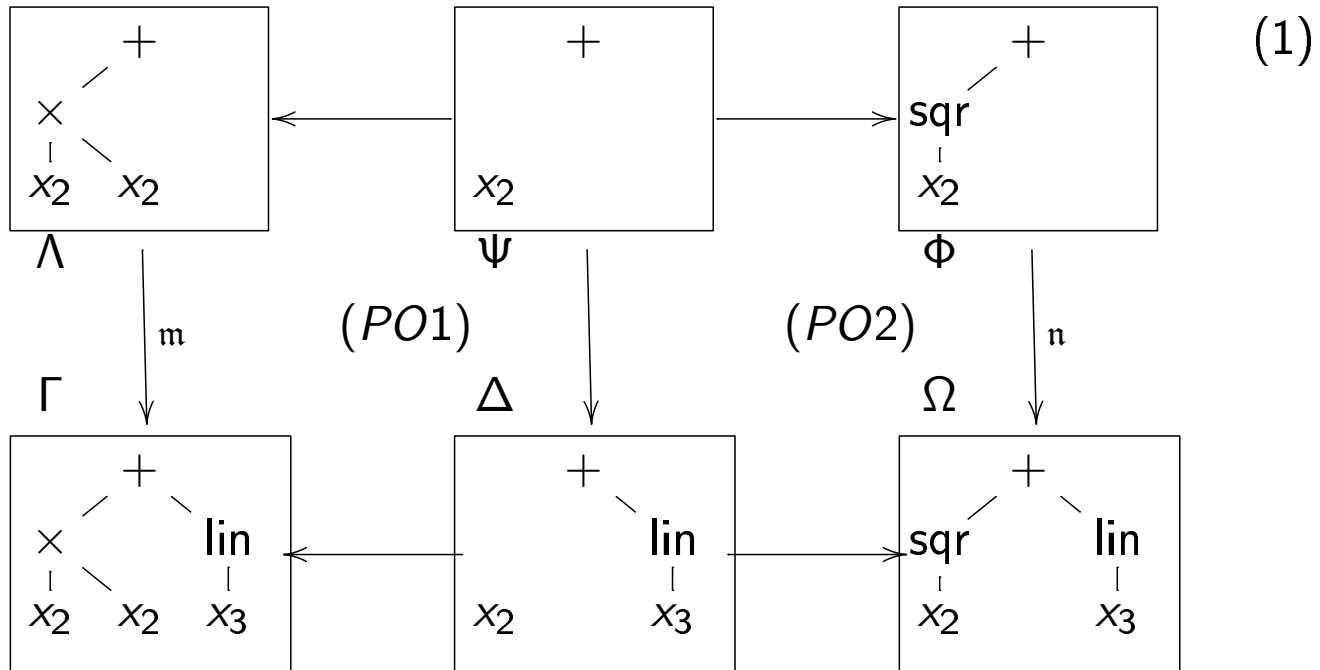 + + + (1)
× sqr
x₂ x₂ x₂ x₂
Λ Ψ Φ
𝔪 (PO1) (PO2) 𝔫
Γ Δ Ω
+ + +
× lin lin sqr lin
x₂ x₂ x₃ x₂ x₃ x₂ x₃